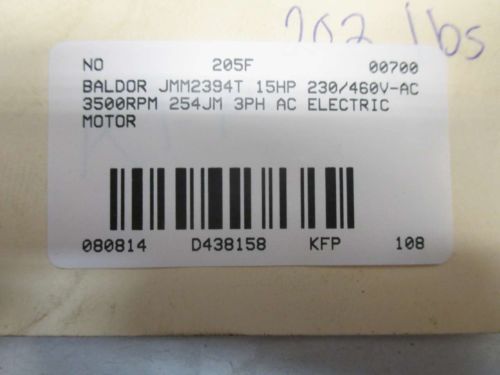 202 lbs
NO 205F 00700
BALDOR JMM2394T 15HP 230/460V-AC
3500RPM 254JM 3PH AC ELECTRIC
MOTOR
080814 D438158 KFP 108